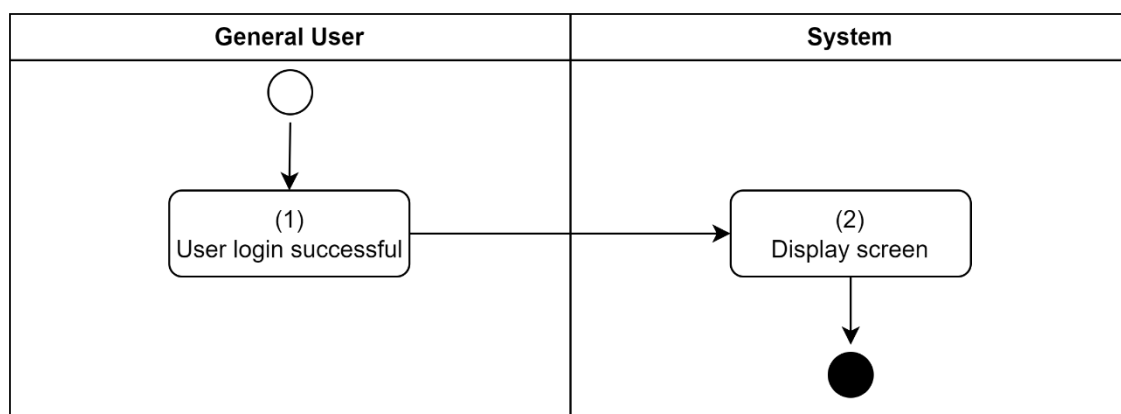 General User
System
(1)
User login successful
(2)
Display screen